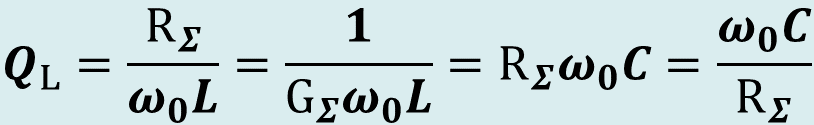 Q_L = R_Σ / ω_0 L = 1 / G_Σ ω_0 L = R_Σ ω_0 C = ω_0 C / R_Σ